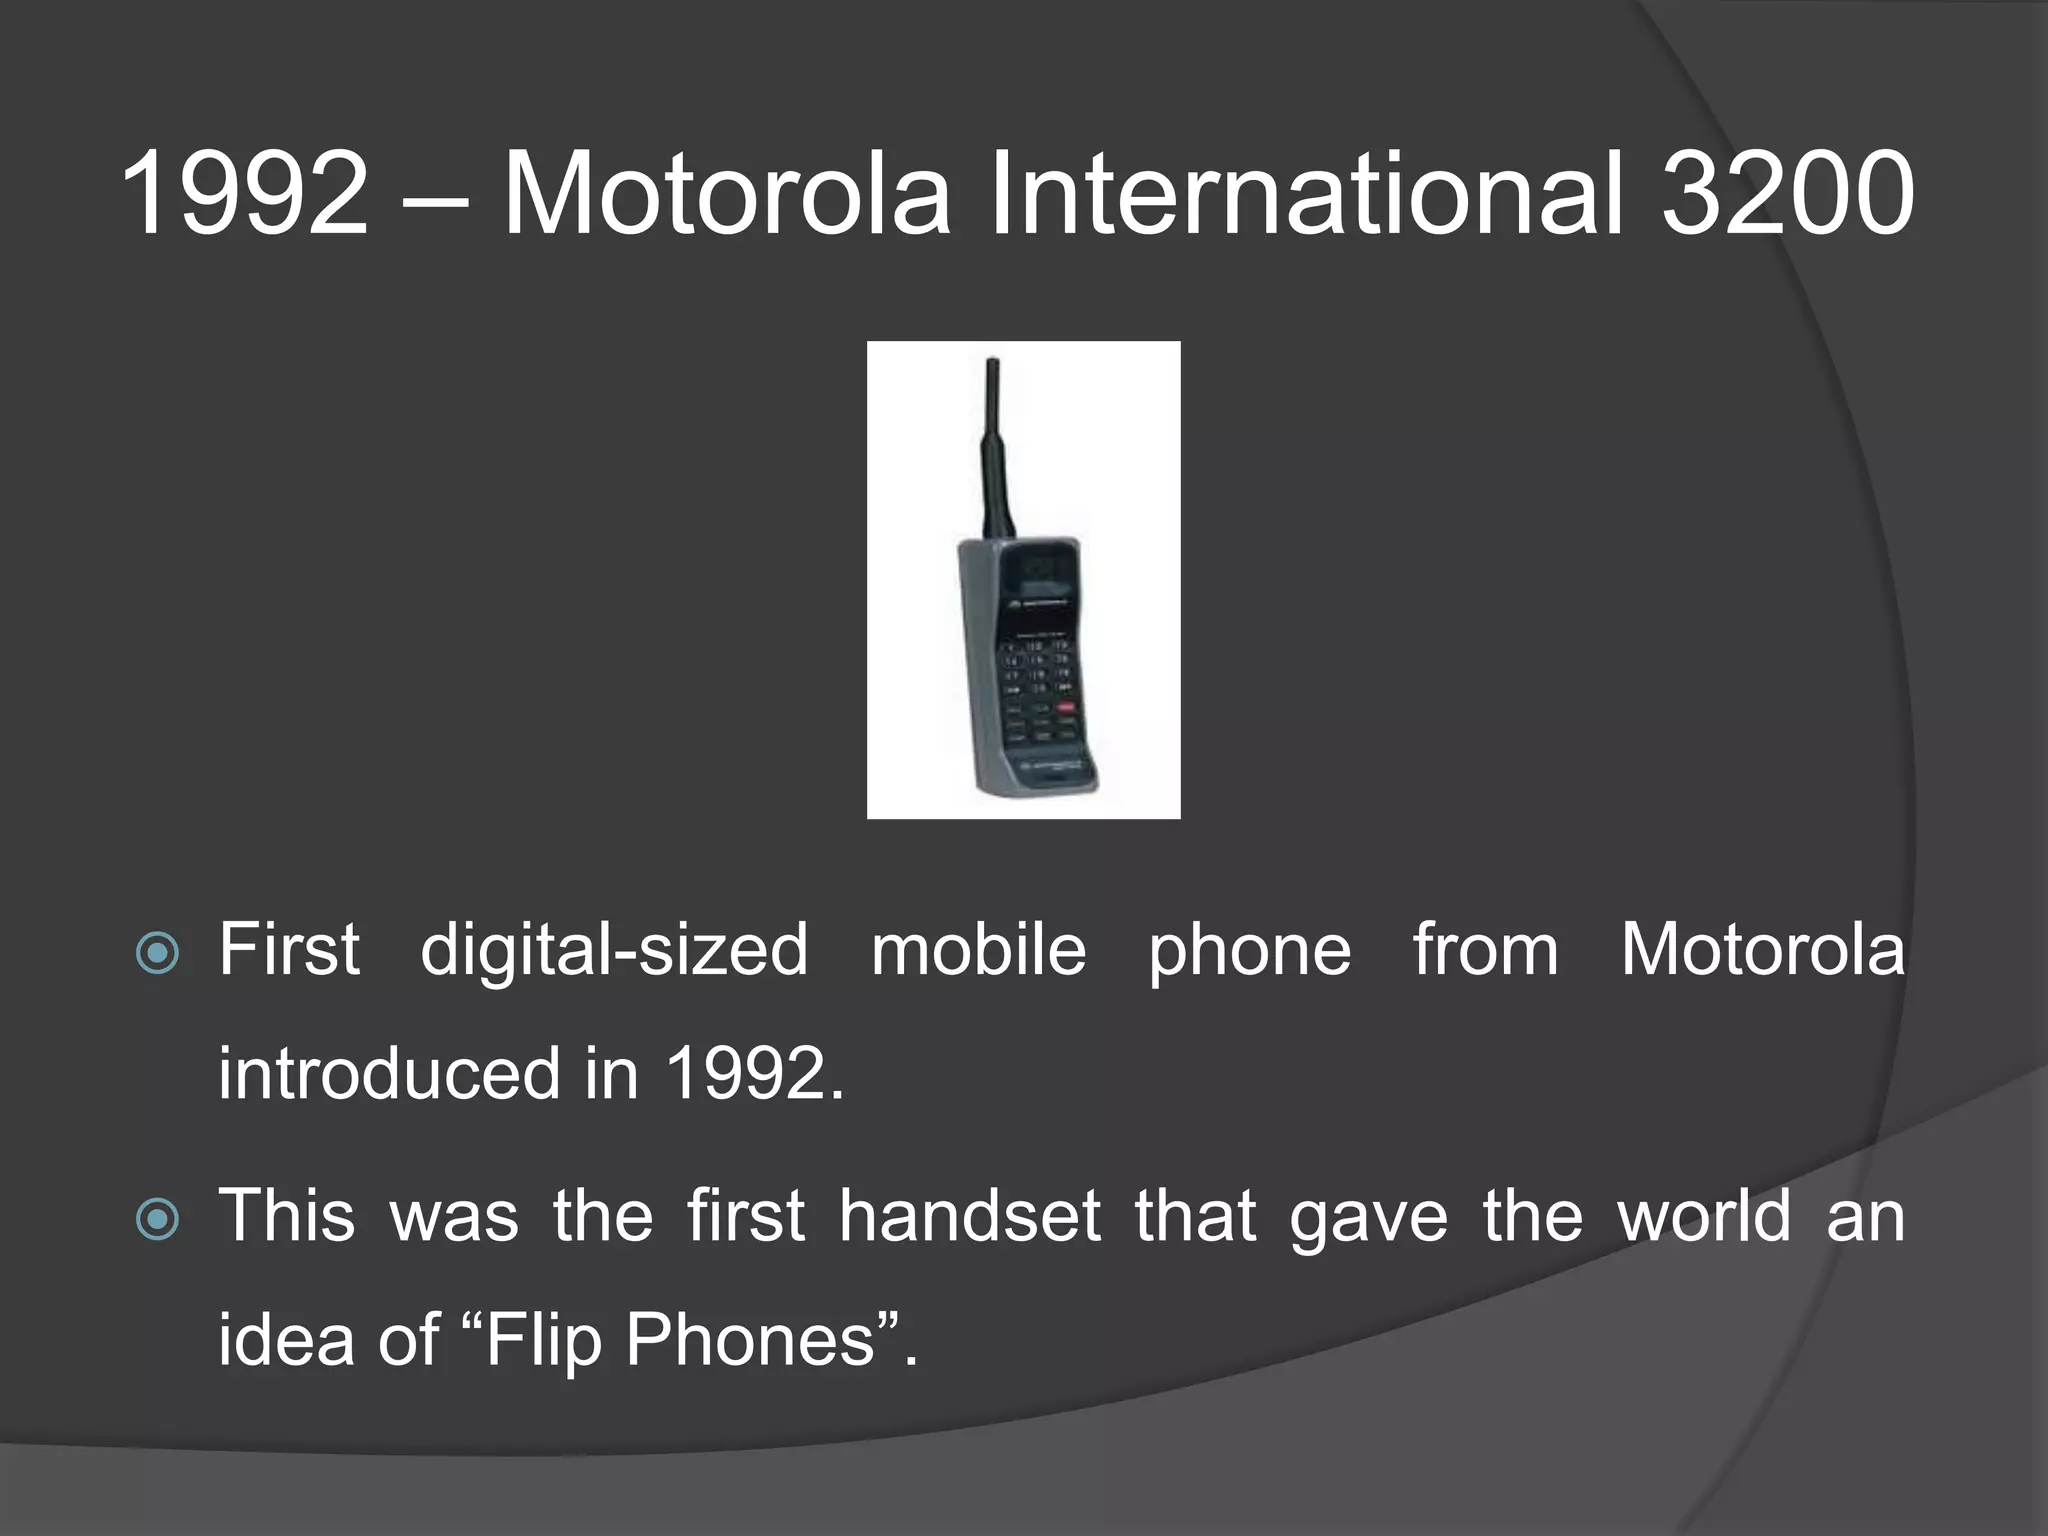 1992 – Motorola International 3200
First digital-sized mobile phone from Motorola
introduced in 1992.
This was the first handset that gave the world an
idea of “Flip Phones”.